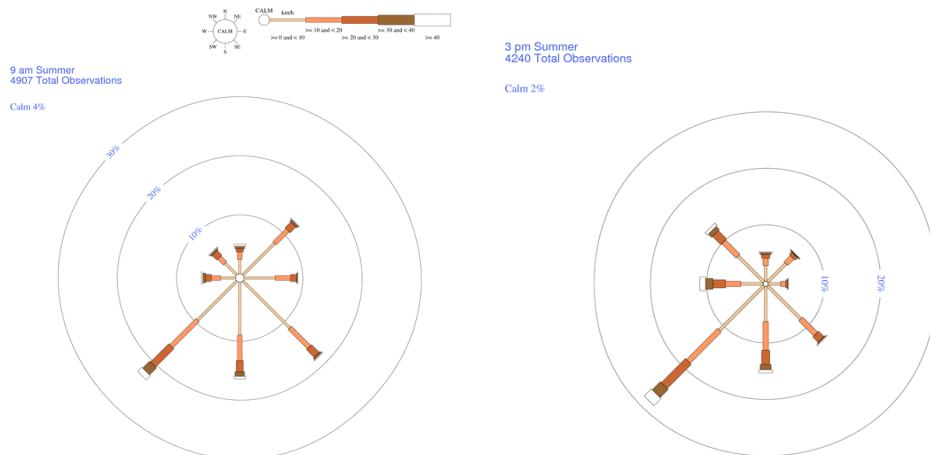 N
NW NE
W CALM E
SW SE
S
CALM km/h
>= 10 and < 20 >= 30 and < 40
>= 0 and < 10 >= 20 and < 30 >= 40
9 am Summer
4907 Total Observations
Calm 4%
30%
20%
10%
3 pm Summer
4240 Total Observations
Calm 2%
10%
20%